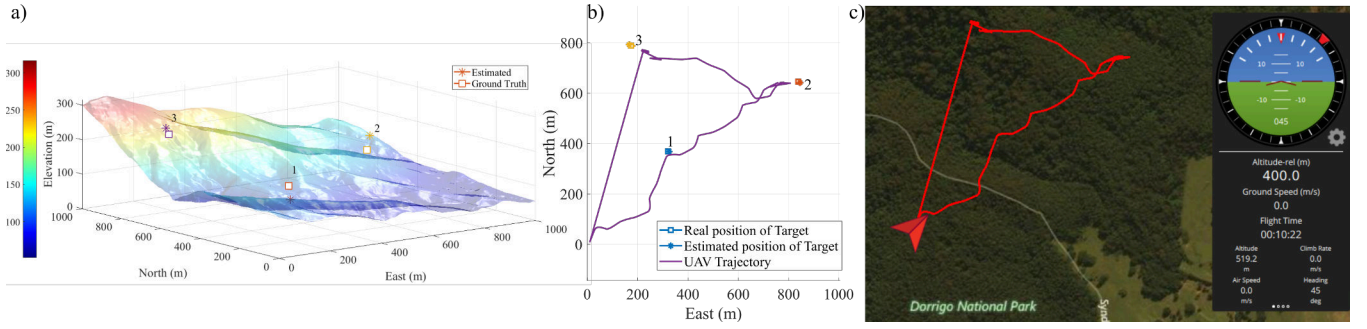 a)
300
250
200
150
100
50
Elevation (m)
300
200
100
0
1000
800
600
400
200
0
North (m)
0
200
400
600
800
1000
East (m)
Estimated
Ground Truth
3
2
1
b)
North (m)
800
600
400
200
0
0
200
400
600
800
1000
East (m)
3
2
1
Real position of Target
Estimated position of Target
UAV Trajectory
c)
Dorrigo National Park
Synd
10 10
-10 -10
045
Altitude-rel (m)
400.0
Ground Speed (m/s)
0.0
Flight Time
00:10:22
Altitude Climb Rate
519.2 0.0
m m/s
Air Speed Heading
0.0 45
m/s deg